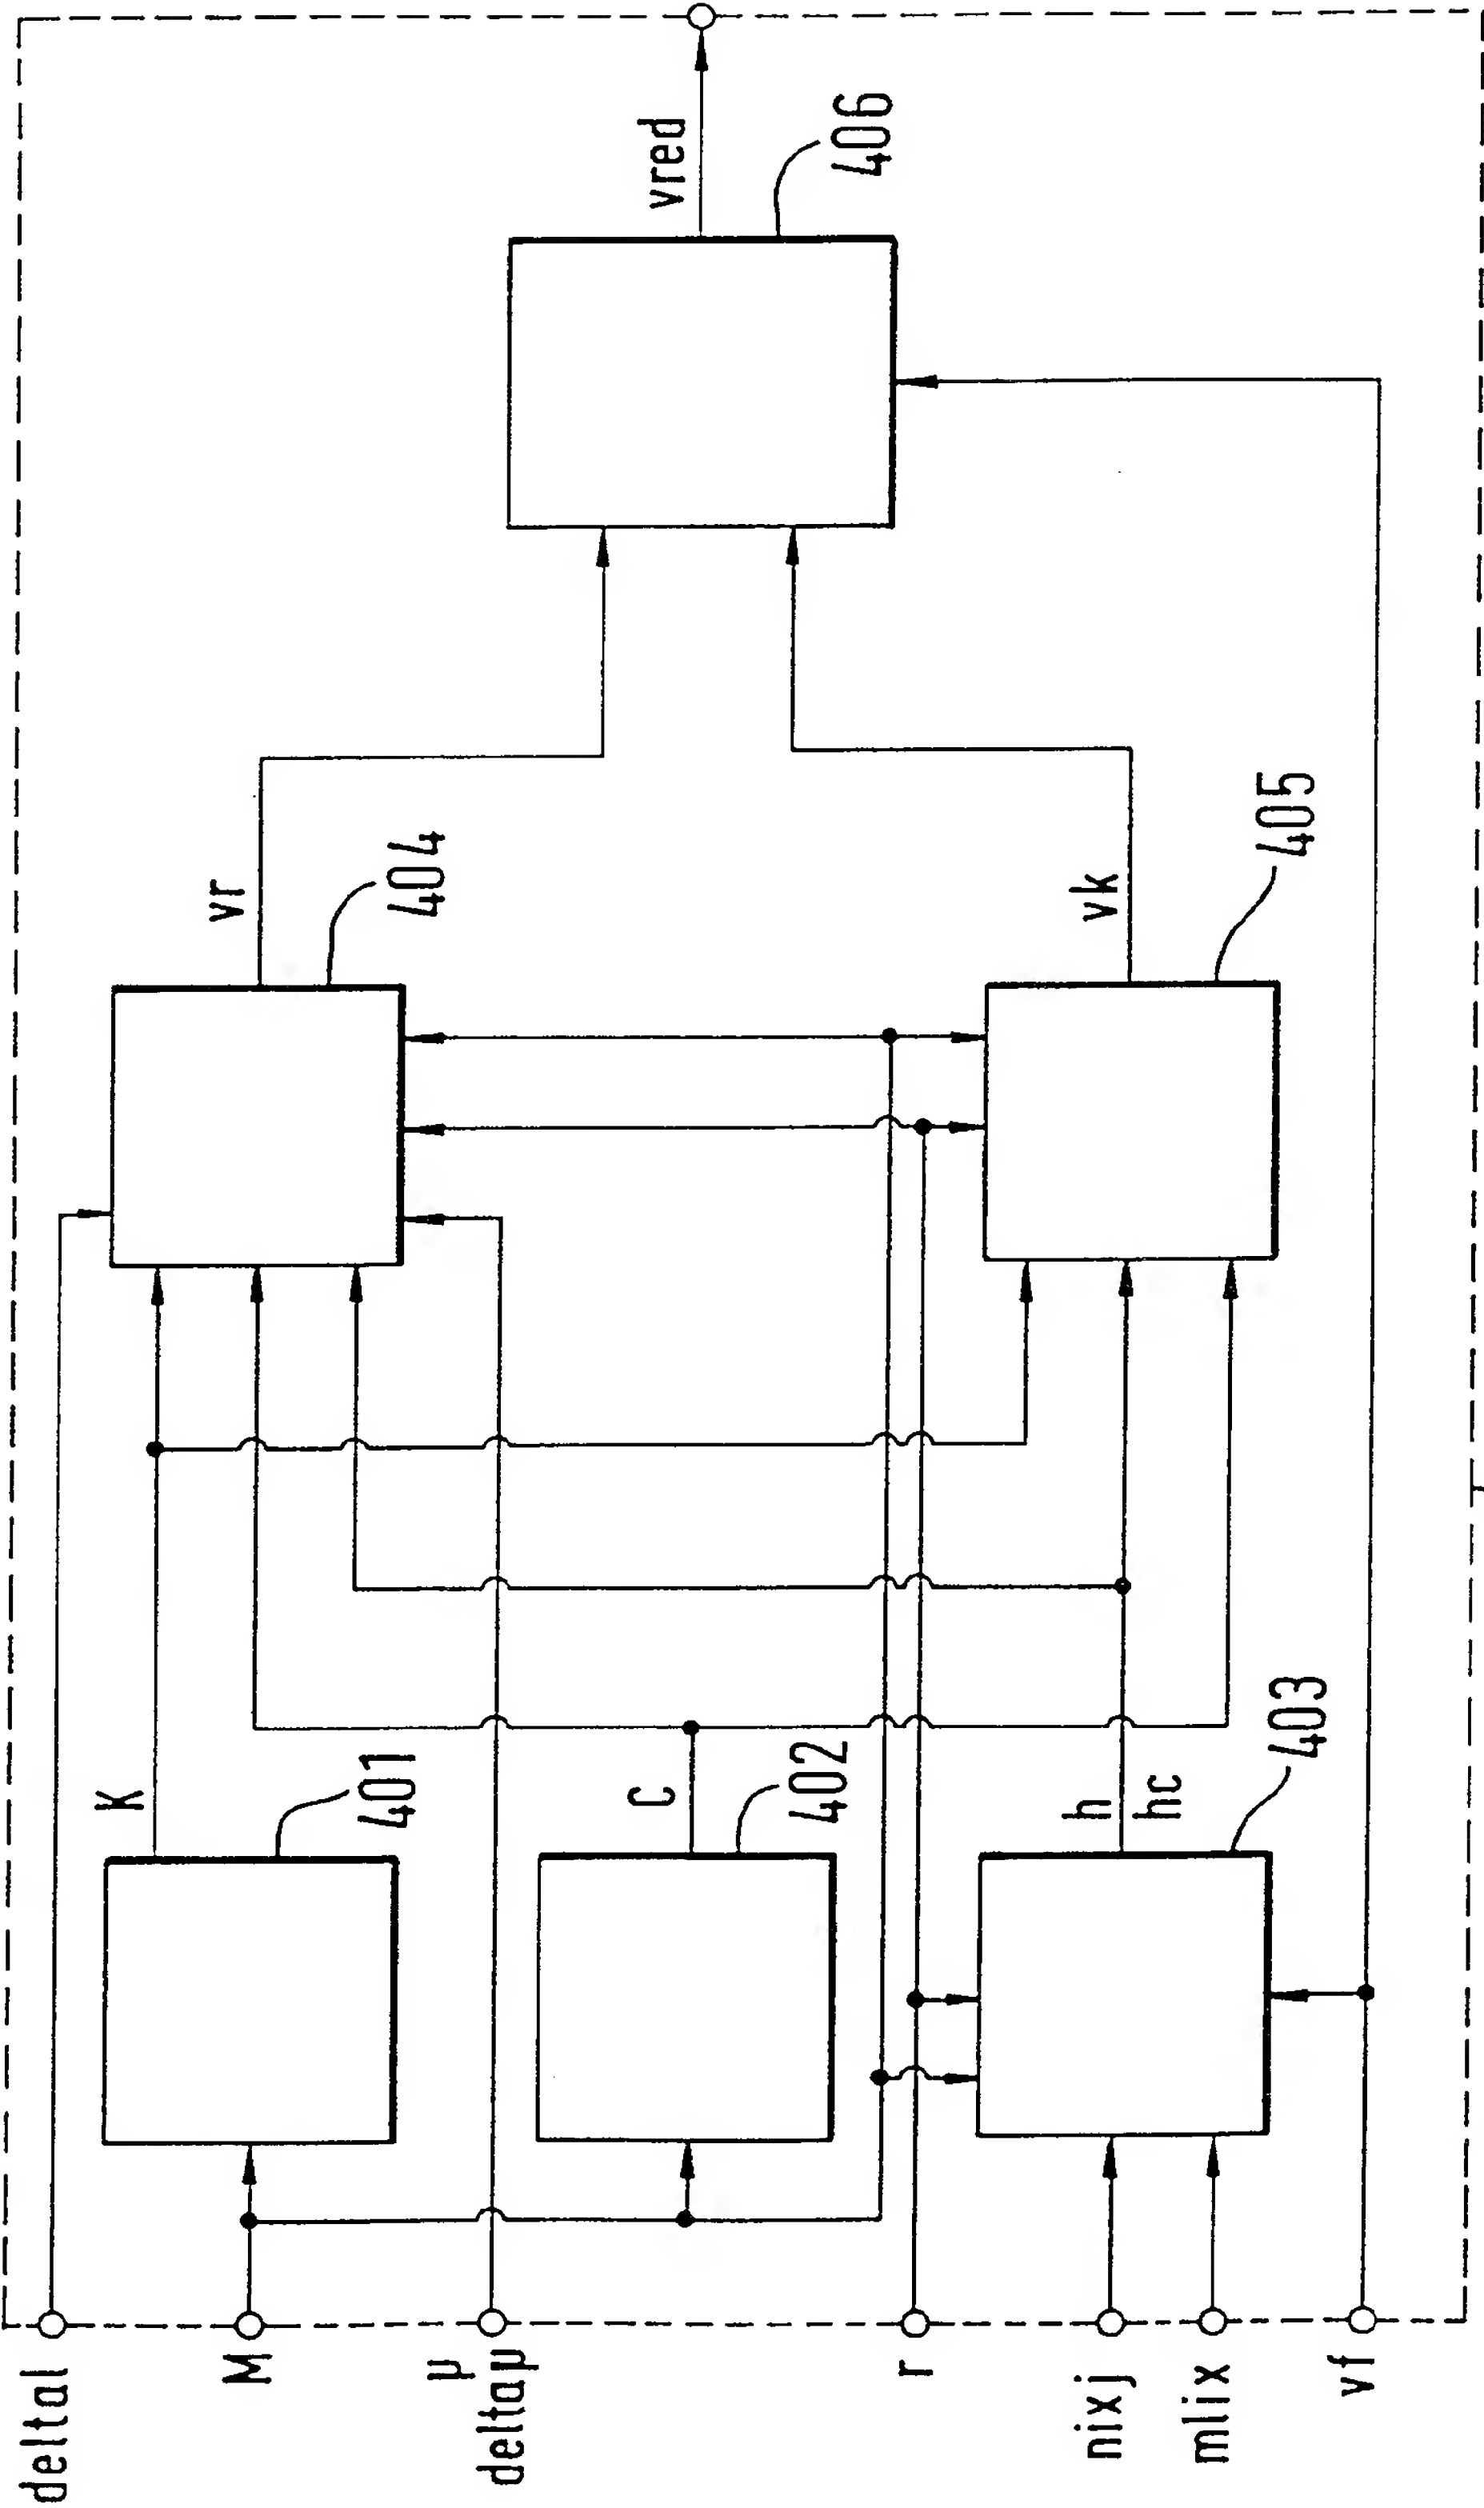 deltal
M
μ
deltaμ
r
nixj
mlix
vf
K
401
C
402
h
hc
403
vr
404
vk
405
vred
406